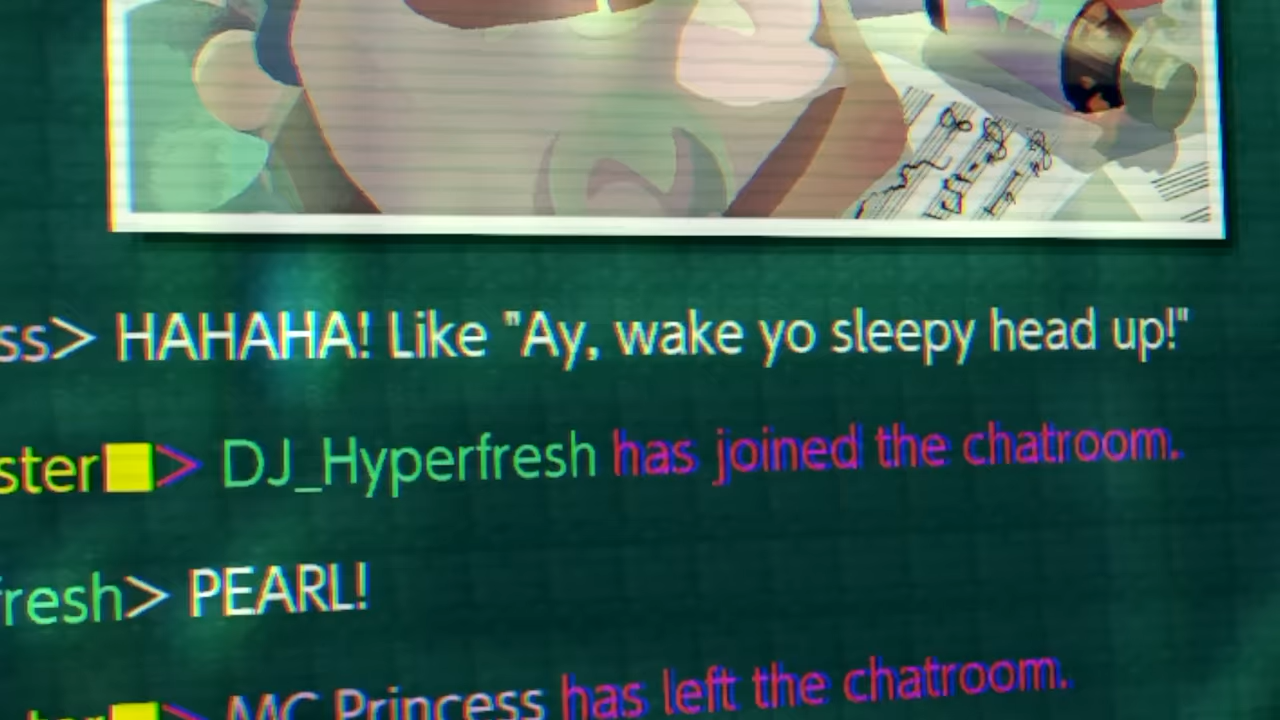 ss> HAHAHA! Like "Ay, wake yo sleepy head up!"
ster> DJ_Hyperfresh has joined the chatroom.
fresh> PEARL!
ter> MC Princess has left the chatroom.